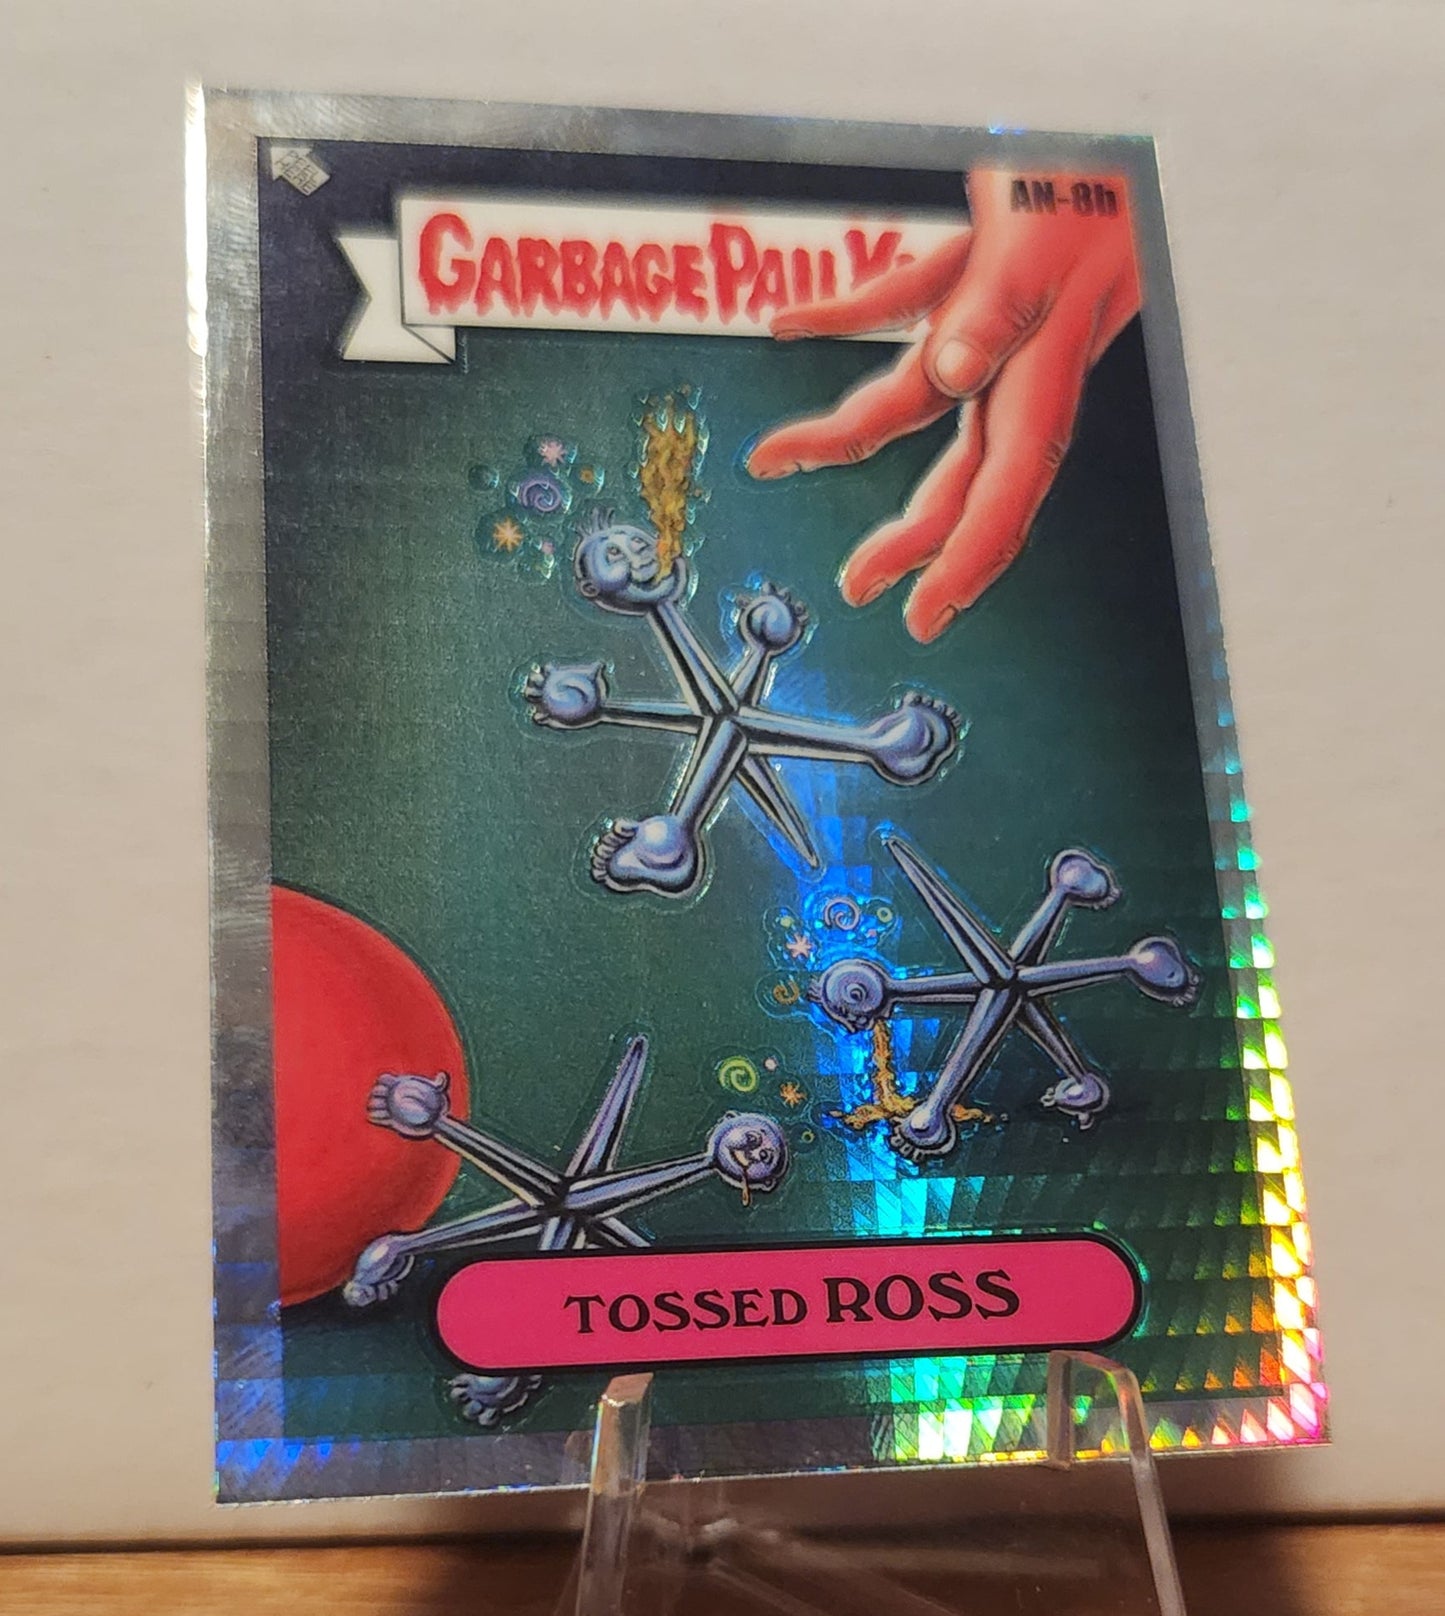 AN-8b
GARBAGE PAIL
TOSSED ROSS